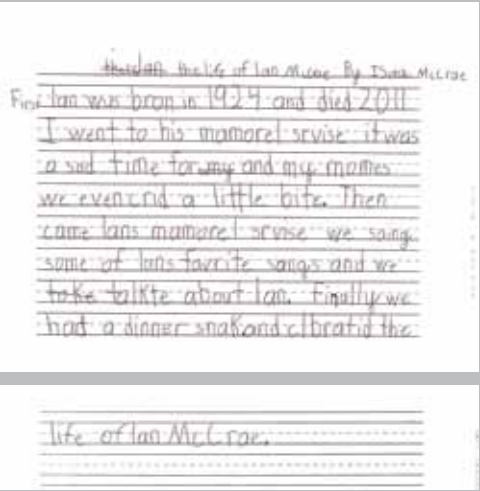 the life of Ian McCrae By Isaac McCrae
First Ian was bron in 1924 and died 2011
I went to his mamorel srvise it was
a sad time for my and my momes
we even crid a little bite. Then
came Ians mamorel srvise we saing
some of Ians favrite sangs and we
toke talkte about Ian. Finally we
had a dinner snak and clbratid the
life of Ian McCrae.